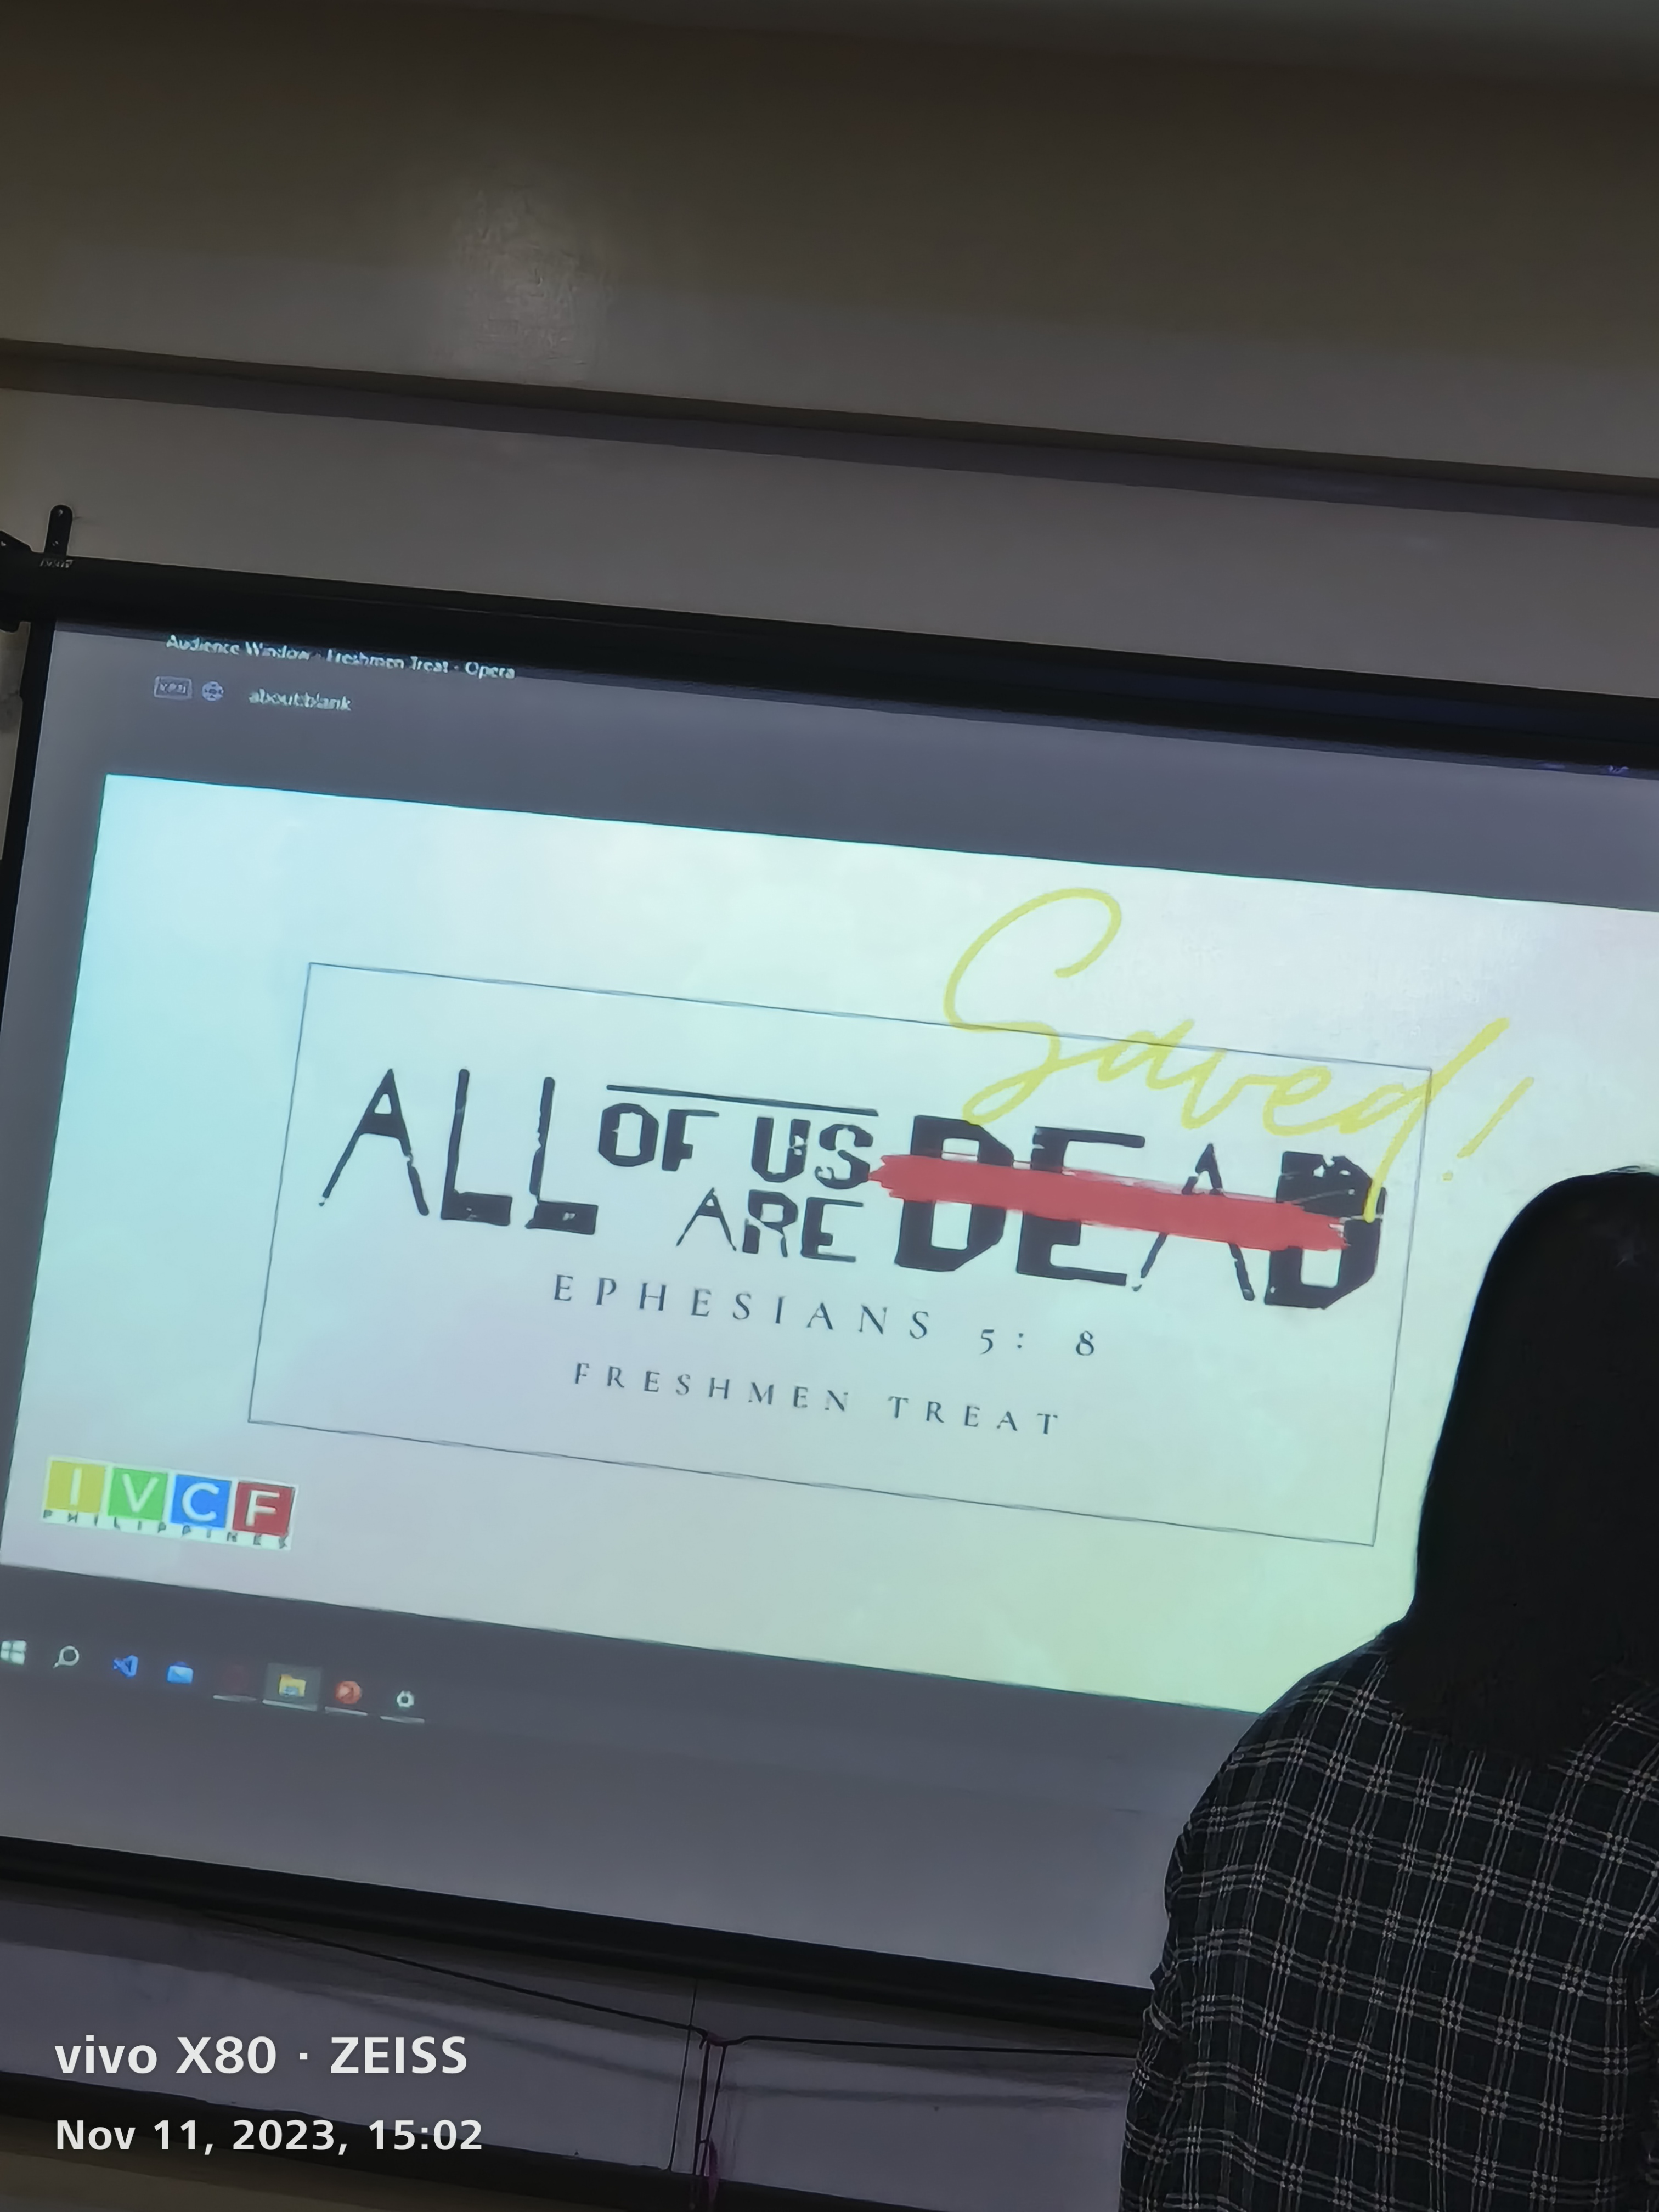 Audience Window - Freshmen Treat - Opera
VPN
about:blank
Saved!
ALL OF US ARE DEAD
EPHESIANS 5: 8
FRESHMEN TREAT
IVCF
PHILIPPINES
vivo X80 · ZEISS
Nov 11, 2023, 15:02